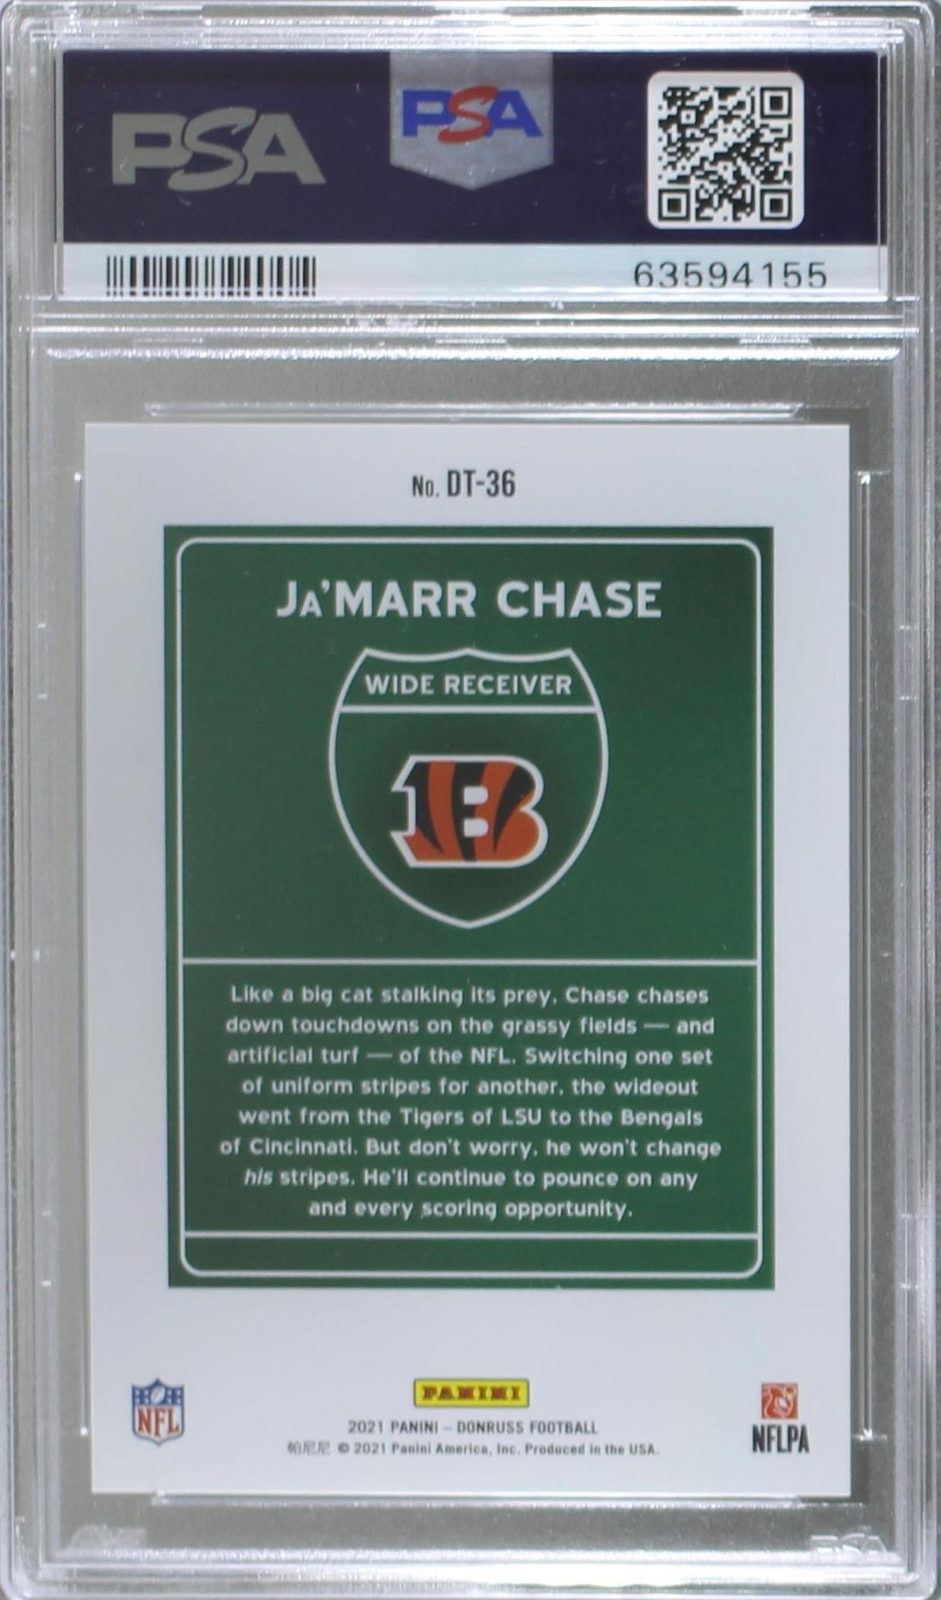 PSA
PSA
63594155
No. DT-36
JA'MARR CHASE
WIDE RECEIVER
B
Like a big cat stalking its prey, Chase chases
down touchdowns on the grassy fields — and
artificial turf — of the NFL. Switching one set
of uniform stripes for another, the wideout
went from the Tigers of LSU to the Bengals
of Cincinnati. But don't worry, he won't change
his stripes. He'll continue to pounce on any
and every scoring opportunity.
NFL
PANINI
2021 PANINI – DONRUSS FOOTBALL
帕尼尼 © 2021 Panini America, Inc. Produced in the USA.
NFLPA
PSA